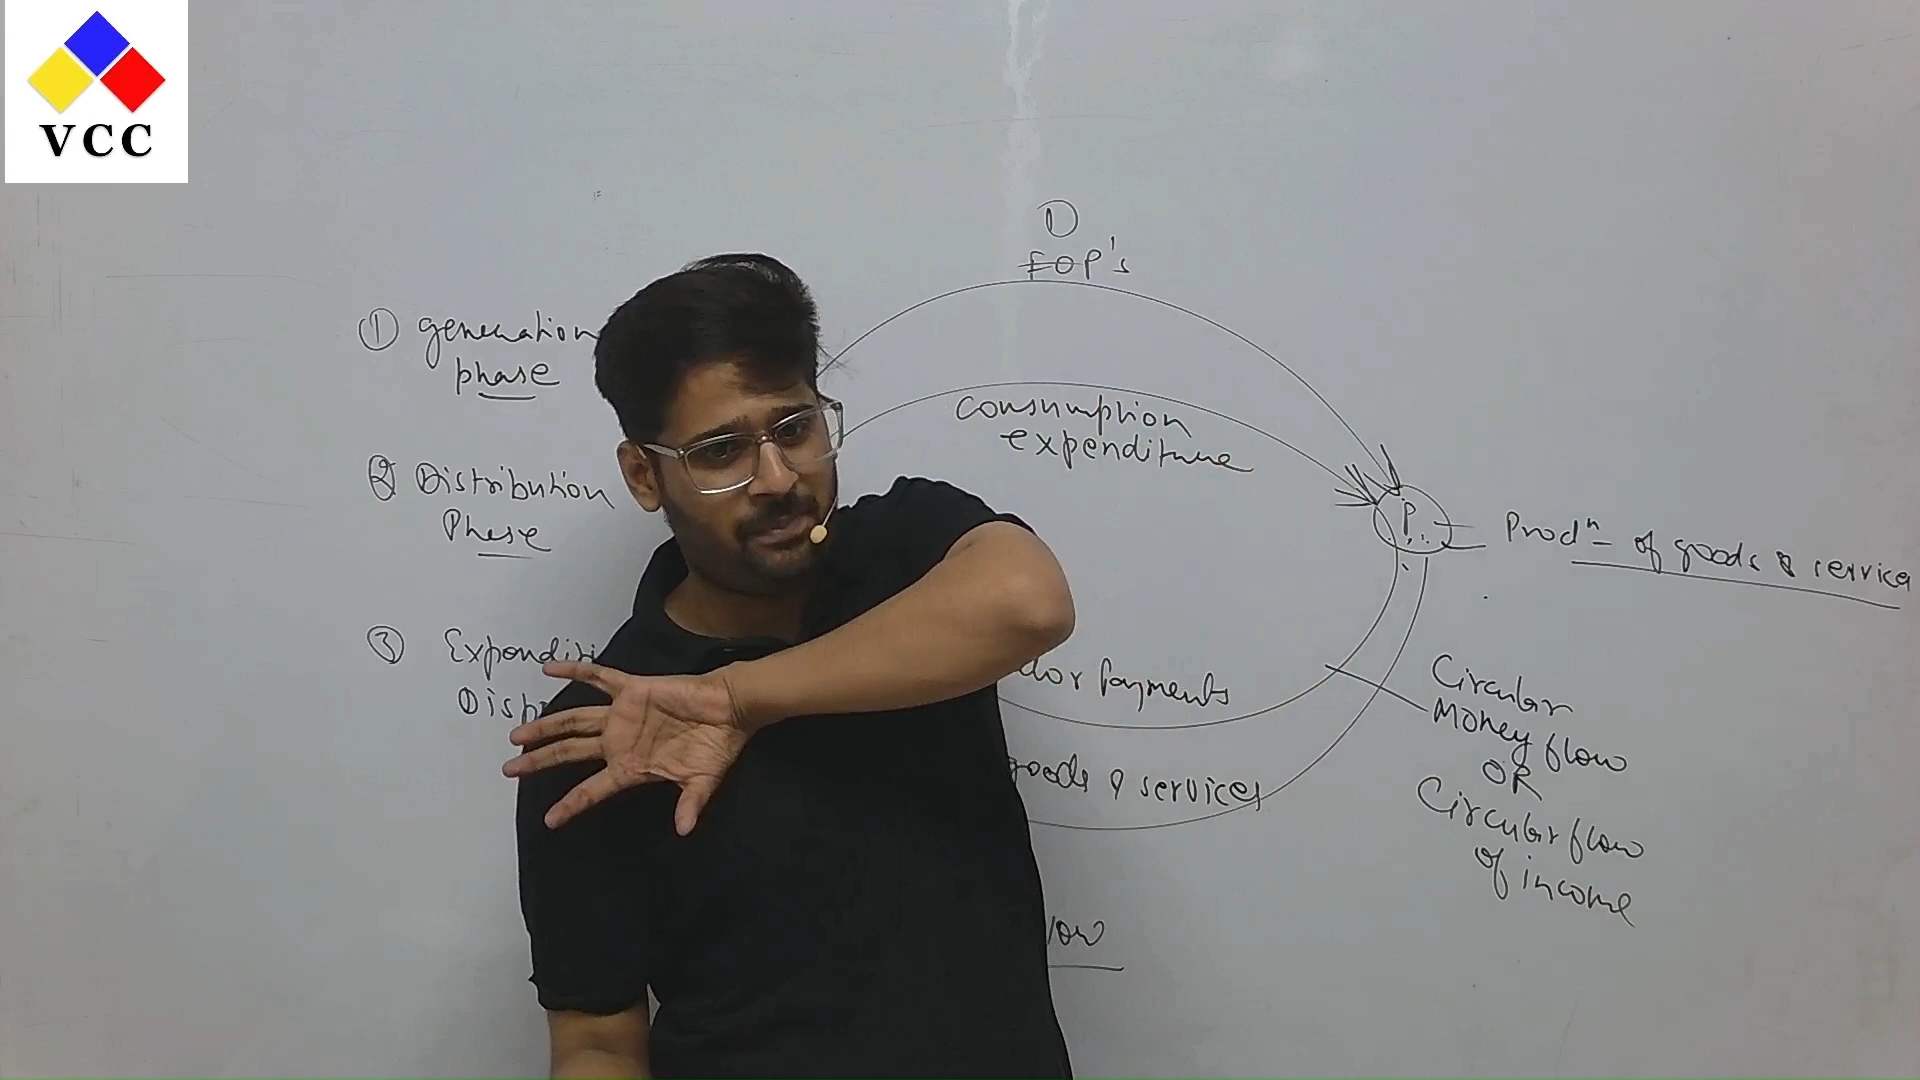 VCC
①
FOP's
① generation
phase
consumption
expenditure
② Distribution
Phase
P
Prodⁿ of goods & services
③
payments
goods & services
Circular
Money flow
OR
Circular flow
of income